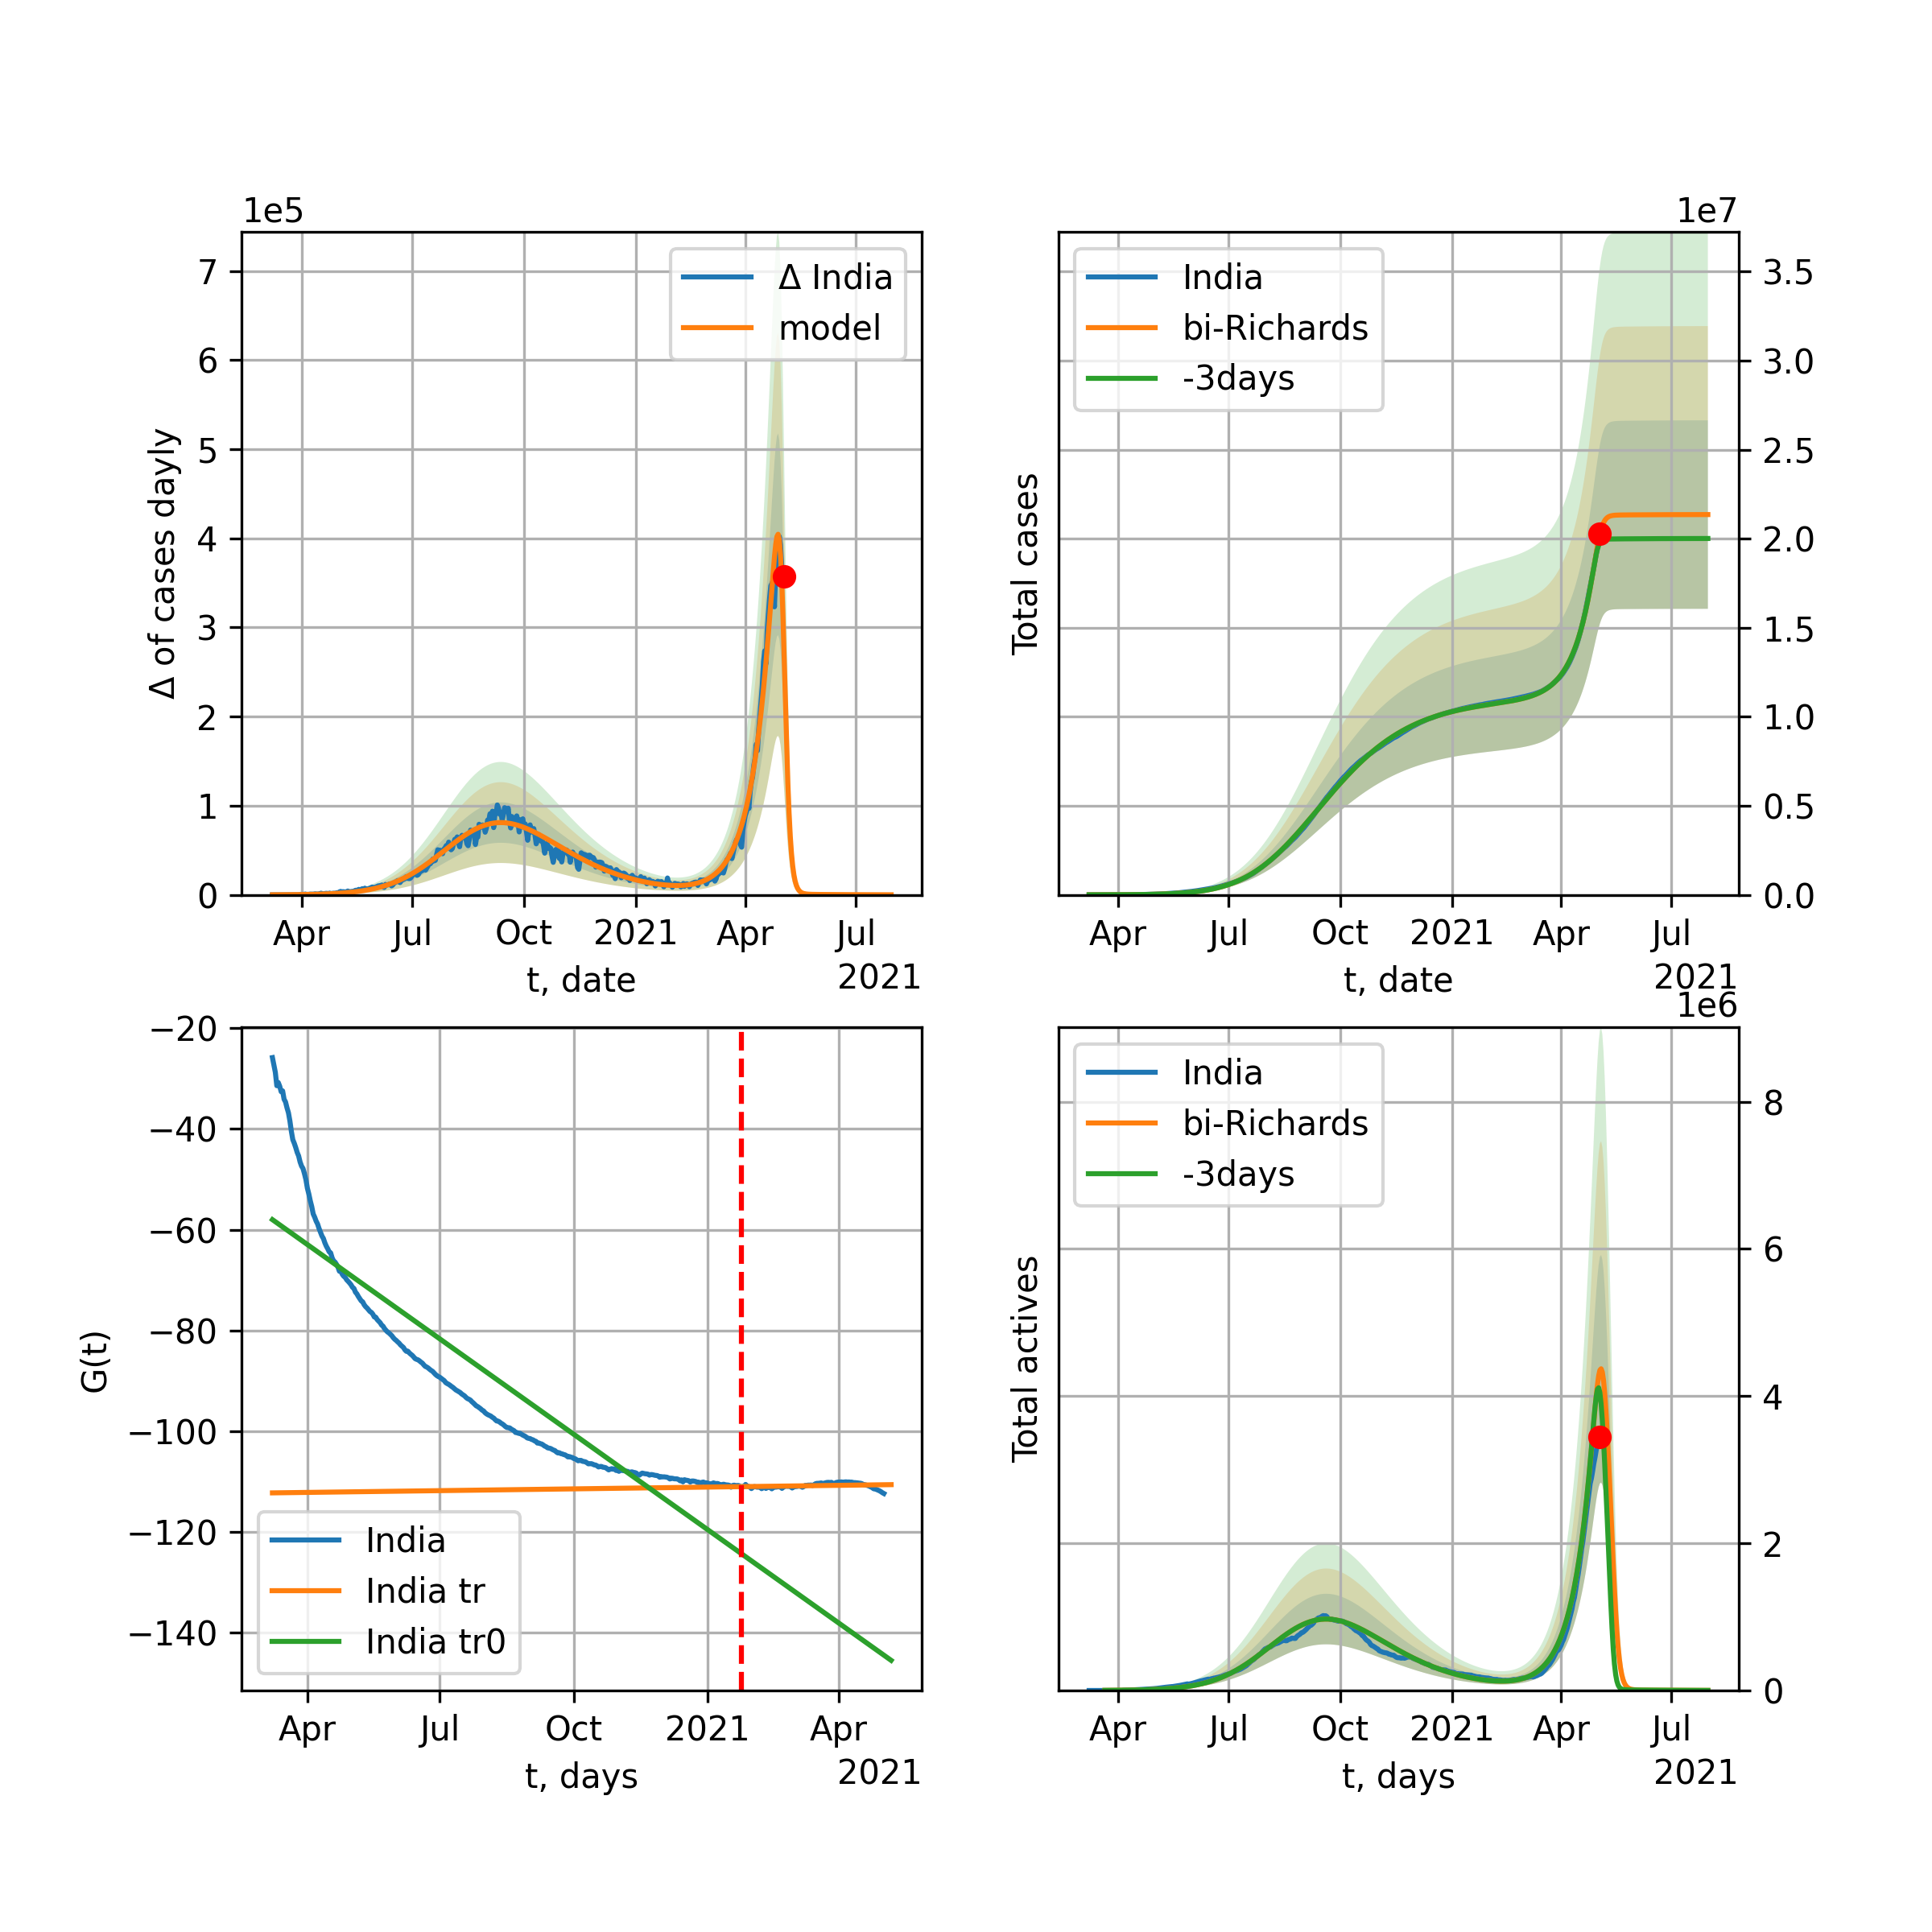 1e5
7
6
5
4
3
2
1
0
Δ of cases dayly
Δ India
model
Apr Jul Oct 2021 Apr Jul
2021
t, date
1e7
3.5
3.0
2.5
2.0
1.5
1.0
0.5
0.0
Total cases
India
bi-Richards
-3days
Apr Jul Oct 2021 Apr Jul
2021
t, date
−20
−40
−60
−80
−100
−120
−140
G(t)
India
India tr
India tr0
Apr Jul Oct 2021 Apr
2021
t, days
1e6
8
6
4
2
0
Total actives
India
bi-Richards
-3days
Apr Jul Oct 2021 Apr Jul
2021
t, days